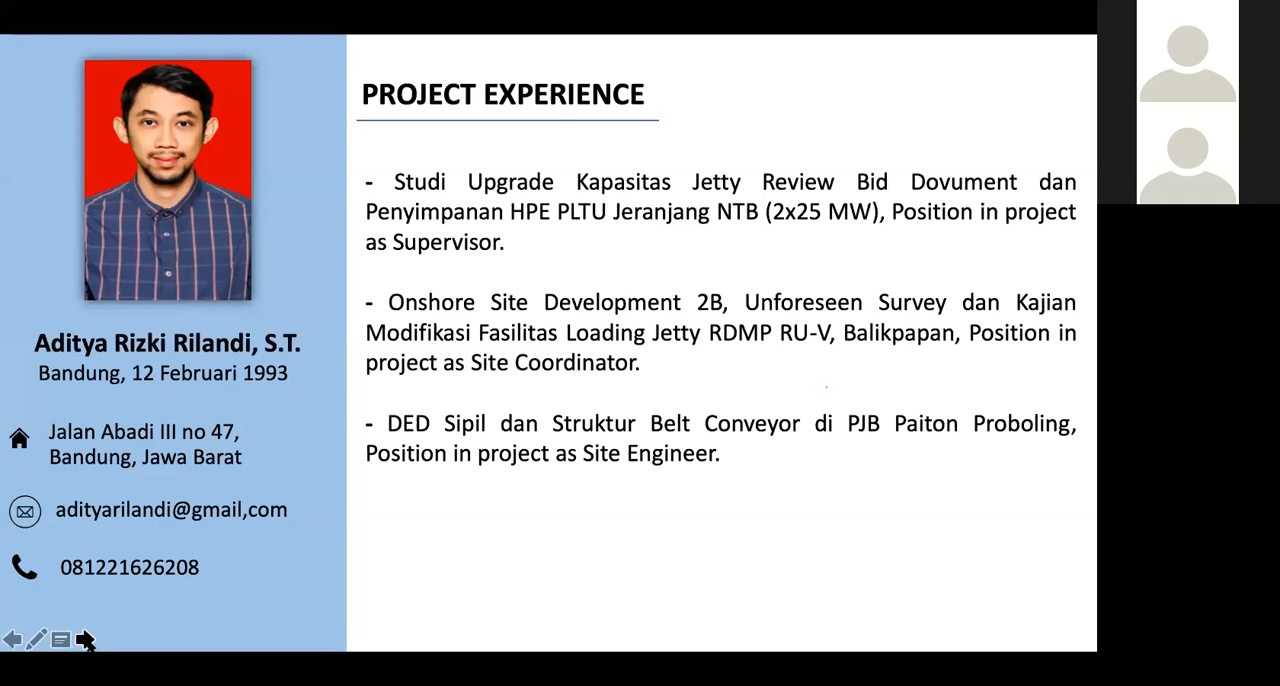 PROJECT EXPERIENCE
- Studi Upgrade Kapasitas Jetty Review Bid Dovument dan
Penyimpanan HPE PLTU Jeranjang NTB (2x25 MW), Position in project
as Supervisor.
- Onshore Site Development 2B, Unforeseen Survey dan Kajian
Modifikasi Fasilitas Loading Jetty RDMP RU-V, Balikpapan, Position in
project as Site Coordinator.
- DED Sipil dan Struktur Belt Conveyor di PJB Paiton Proboling,
Position in project as Site Engineer.
Aditya Rizki Rilandi, S.T.
Bandung, 12 Februari 1993
Jalan Abadi III no 47,
Bandung, Jawa Barat
adityarilandi@gmail,com
081221626208